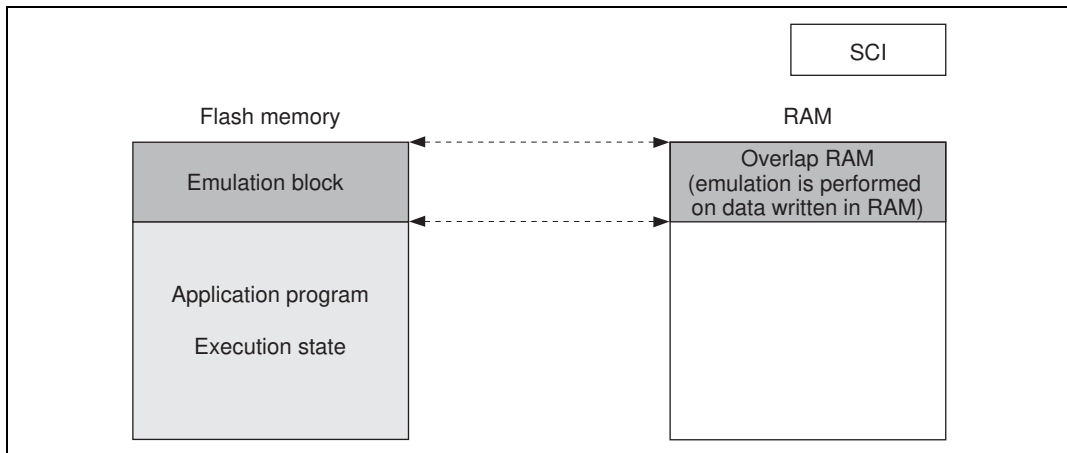 SCI
Flash memory
RAM
Emulation block
Overlap RAM
(emulation is performed
on data written in RAM)
Application program
Execution state